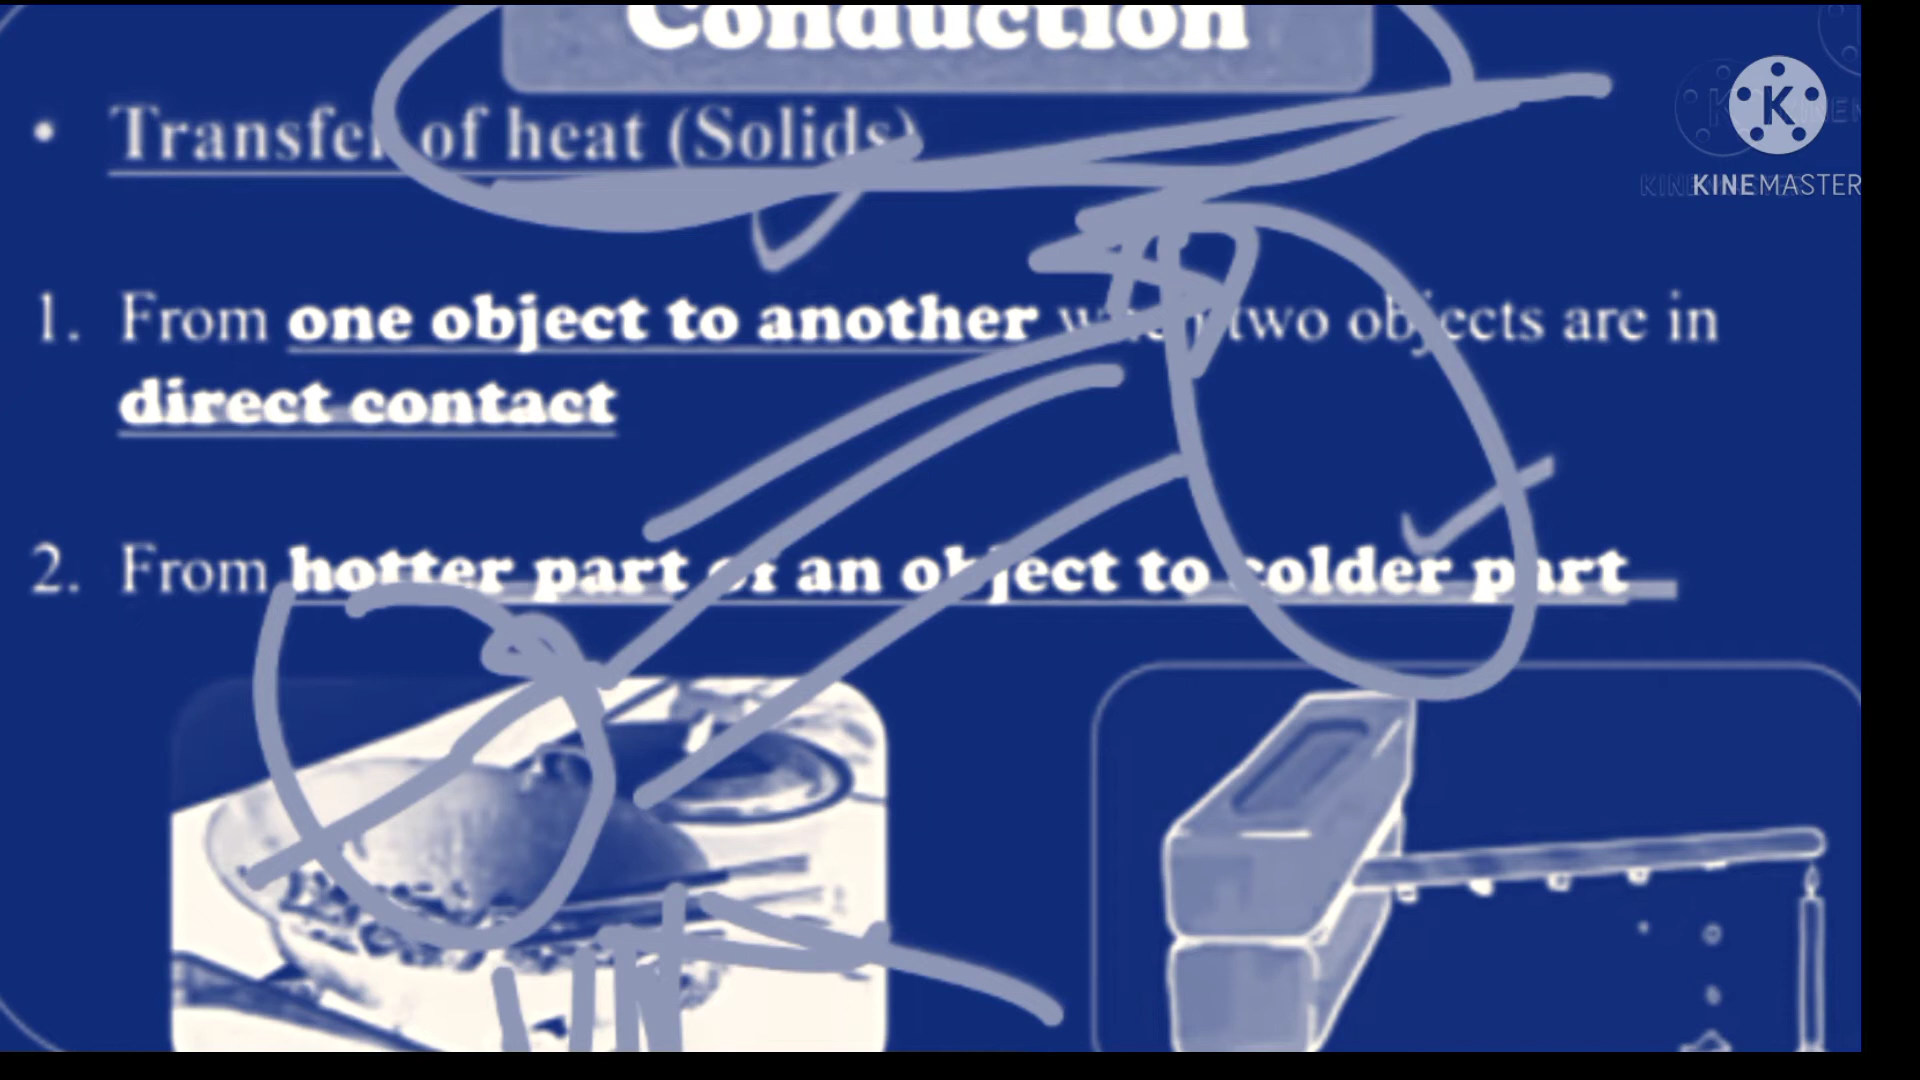 Conduction
• Transfer of heat (Solids)
1. From one object to another when two objects are in
direct contact
2. From hotter part of an object to colder part
K
KINEMASTER